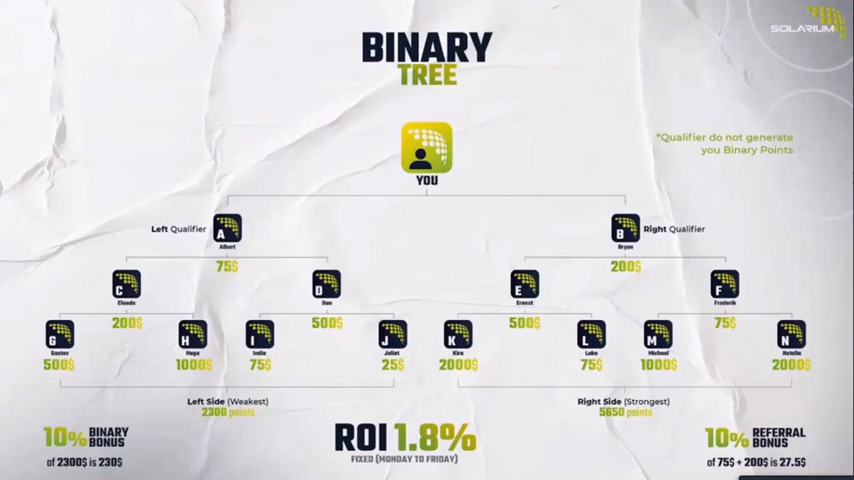 SOLARIUM
BINARY
TREE
*Qualifier do not generate
you Binary Points
YOU
Left Qualifier
A
Albert
75$
B
Bryan
Right Qualifier
200$
C
Claude
200$
D
Dan
500$
E
Ernest
500$
F
Frederik
75$
G
Gustav
500$
H
Hugo
1000$
I
India
75$
J
Juliet
25$
K
Kira
2000$
L
Luke
75$
M
Micheal
1000$
N
Natalie
2000$
Left Side (Weakest)
2300 points
Right Side (Strongest)
5650 points
10% BINARY BONUS
of 2300$ is 230$
ROI 1.8%
FIXED (MONDAY TO FRIDAY)
10% REFERRAL BONUS
of 75$ + 200$ is 27.5$